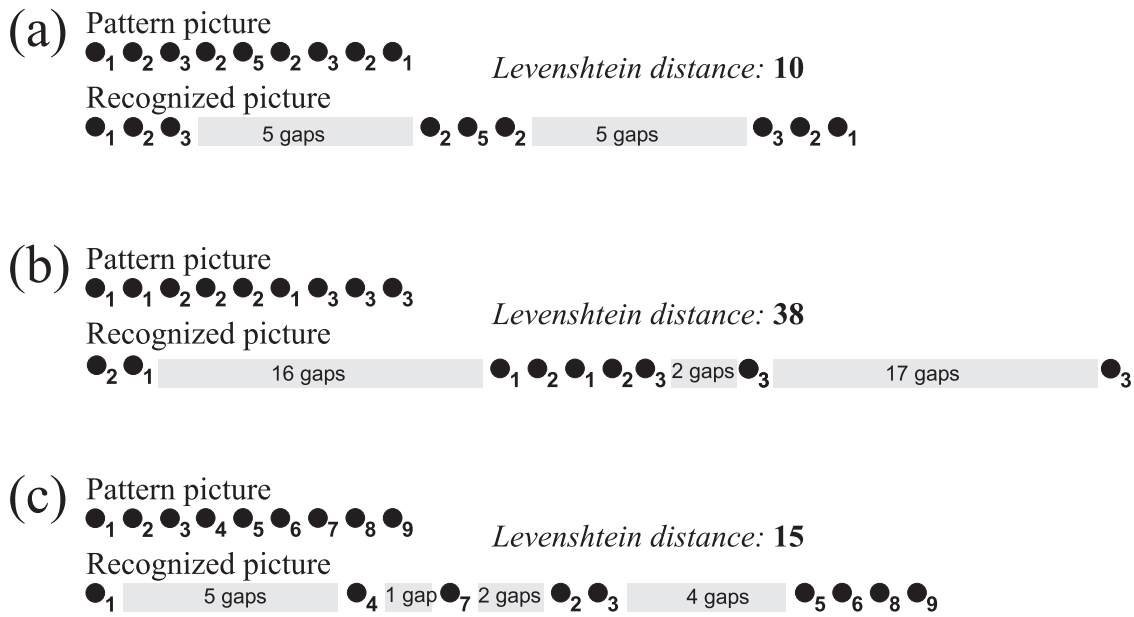 (a) Pattern picture
1 2 3 2 5 2 3 2 1
Levenshtein distance: 10
Recognized picture
1 2 3 5 gaps 2 5 2 5 gaps 3 2 1
(b) Pattern picture
1 1 2 2 2 1 3 3 3
Levenshtein distance: 38
Recognized picture
2 1 16 gaps 1 2 1 2 3 2 gaps 3 17 gaps 3
(c) Pattern picture
1 2 3 4 5 6 7 8 9
Levenshtein distance: 15
Recognized picture
1 5 gaps 4 1 gap 7 2 gaps 2 3 4 gaps 5 6 8 9